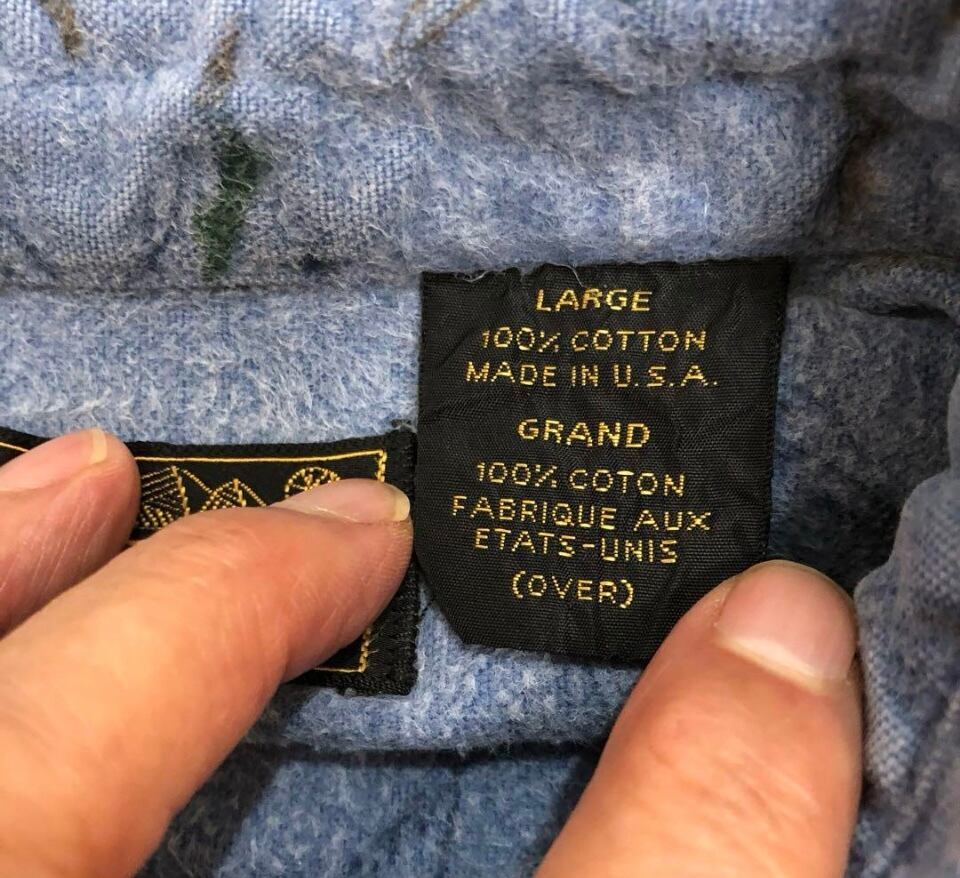 LARGE
100% COTTON
MADE IN U.S.A.
GRAND
100% COTON
FABRIQUE AUX
ETATS-UNIS
(OVER)